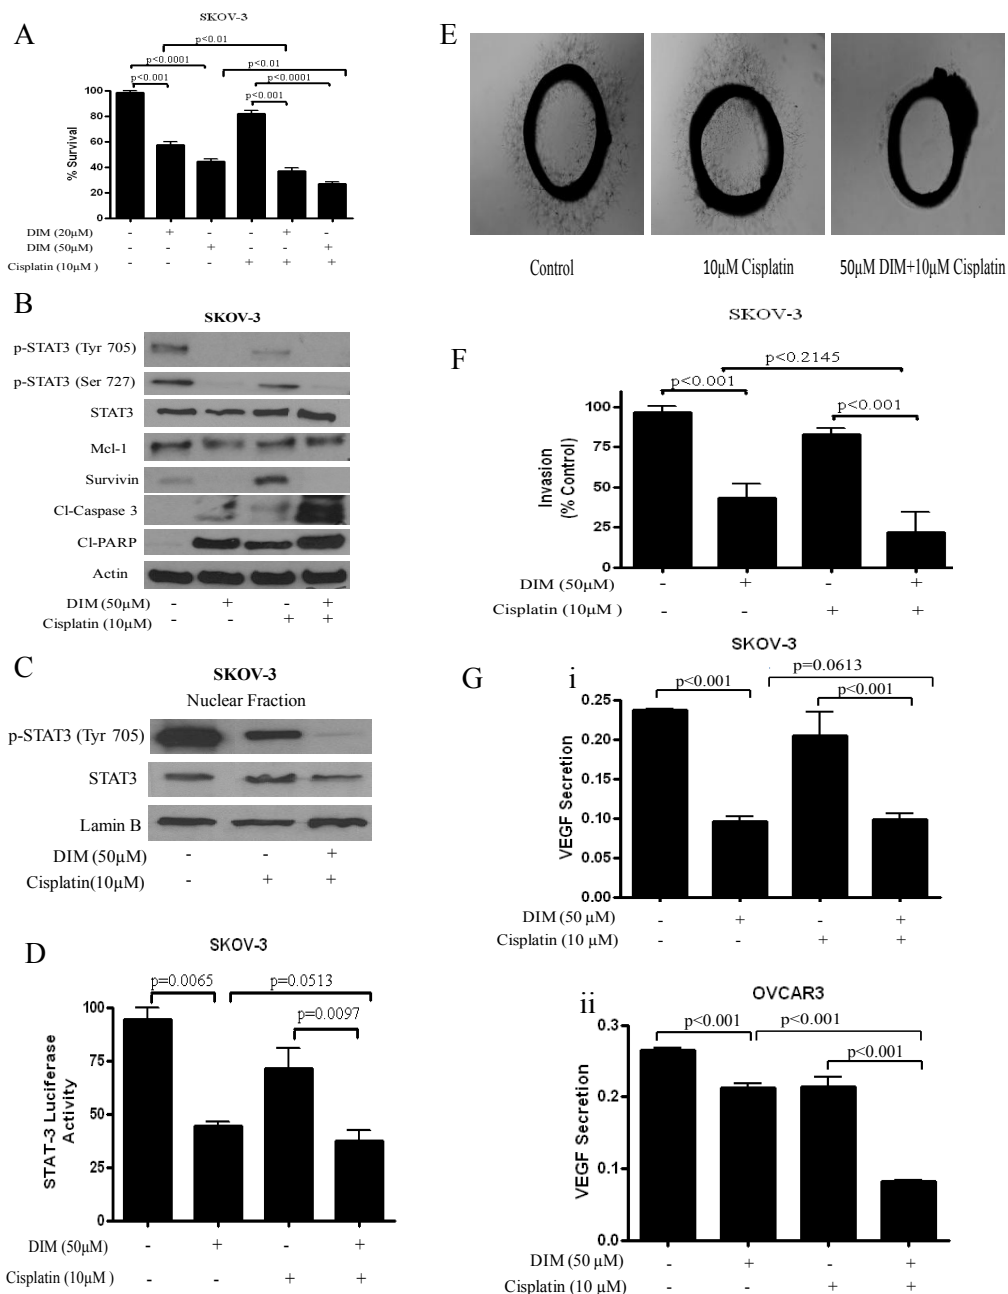 A
SKOV-3
p<0.01
p<0.0001
p<0.01
p<0.001
p<0.0001
p<0.001
% Survival
100
80
60
40
20
0
DIM (20µM) - + - - + -
DIM (50µM) - - + - - +
Cisplatin (10µM ) - - - + + +
B
SKOV-3
p-STAT3 (Tyr 705)
p-STAT3 (Ser 727)
STAT3
Mcl-1
Survivin
Cl-Caspase 3
Cl-PARP
Actin
DIM (50µM) - + - +
Cisplatin (10µM) - - + +
C
SKOV-3
Nuclear Fraction
p-STAT3 (Tyr 705)
STAT3
Lamin B
DIM (50µM) - - +
Cisplatin(10µM) - + +
D
SKOV-3
p=0.0065
p=0.0513
p=0.0097
STAT-3 Luciferase
Activity
100
75
50
25
0
DIM (50µM) - + - +
Cisplatin (10µM ) - - + +
E
Control
10µM Cisplatin
50µM DIM+10µM Cisplatin
F
SKOV-3
p<0.2145
p<0.001
p<0.001
Invasion
(% Control)
100
75
50
25
0
DIM (50µM) - + - +
Cisplatin (10µM ) - - + +
G
i
SKOV-3
p=0.0613
p<0.001
p<0.001
VEGF Secretion
0.25
0.20
0.15
0.10
0.05
0.00
DIM (50 µM) - + - +
Cisplatin (10 µM) - - + +
ii
OVCAR3
p<0.001
p<0.001
p<0.001
VEGF Secretion
0.3
0.2
0.1
0.0
DIM (50 µM) - + - +
Cisplatin (10 µM) - - + +